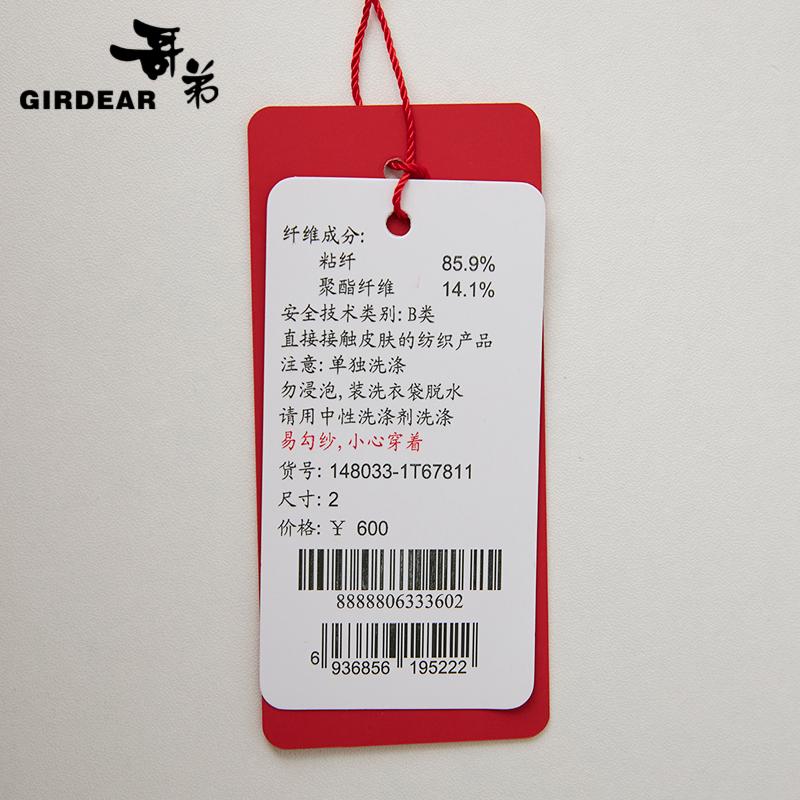 哥弟
GIRDEAR
纤维成分:
粘纤 85.9%
聚酯纤维 14.1%
安全技术类别: B类
直接接触皮肤的纺织产品
注意: 单独洗涤
勿浸泡, 装洗衣袋脱水
请用中性洗涤剂洗涤
易勾纱, 小心穿着
货号: 148033-1T67811
尺寸: 2
价格: ￥ 600
8888806333602
6 936856 195222